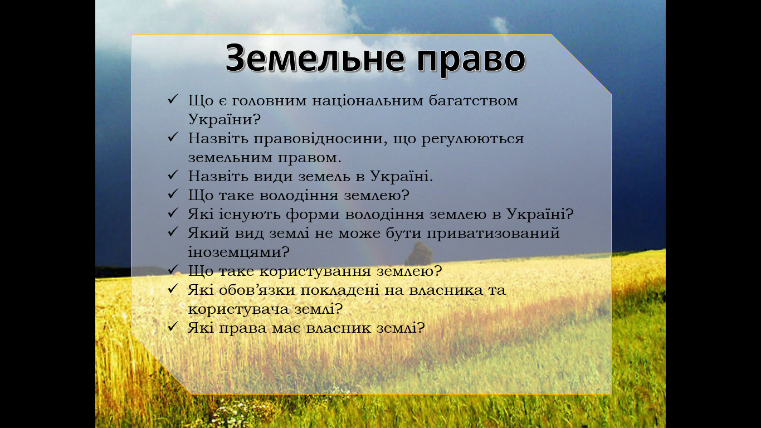 Земельне право
✓ Що є головним національним багатством
України?
✓ Назвіть правовідносини, що регулюються
земельним правом.
✓ Назвіть види земель в Україні.
✓ Що таке володіння землею?
✓ Які існують форми володіння землею в Україні?
✓ Який вид землі не може бути приватизований
іноземцями?
✓ Що таке користування землею?
✓ Які обов’язки покладені на власника та
користувача землі?
✓ Які права має власник землі?